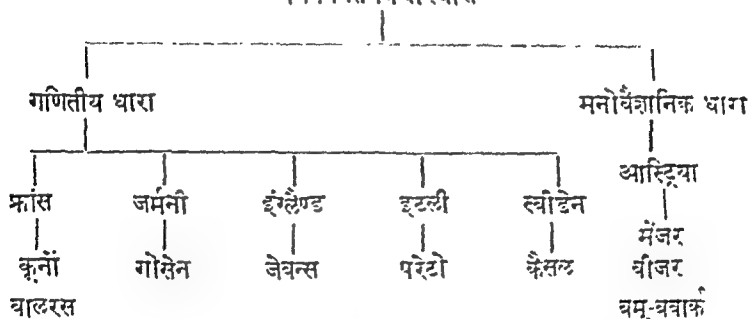 गणितीय धारा मनोवैज्ञानिक धारा
आस्ट्रिया
फ्रांस जर्मनी इंग्लैण्ड इटली स्वीडेन
मेंजर
कूर्नो गोसेन जेवन्स परेटो कैसल वीजर
वालरस बम्-बवार्क